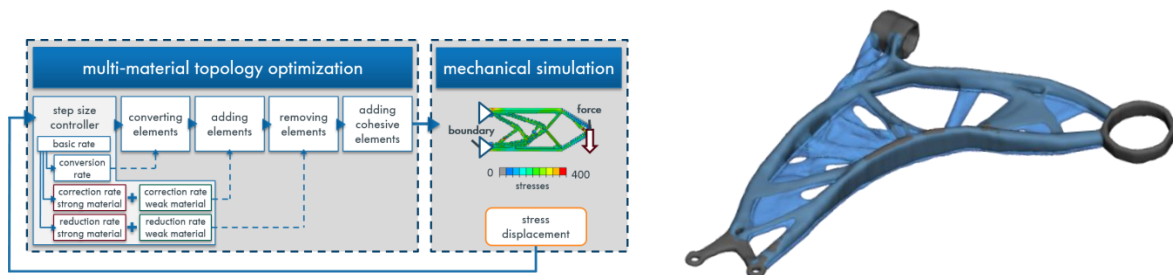 multi-material topology optimization
mechanical simulation
step size
controller
converting
elements
adding
elements
removing
elements
adding
cohesive
elements
basic rate
conversion
rate
correction rate
strong material
+
correction rate
weak material
reduction rate
strong material
+
reduction rate
weak material
force
boundary
0
400
stresses
stress
displacement